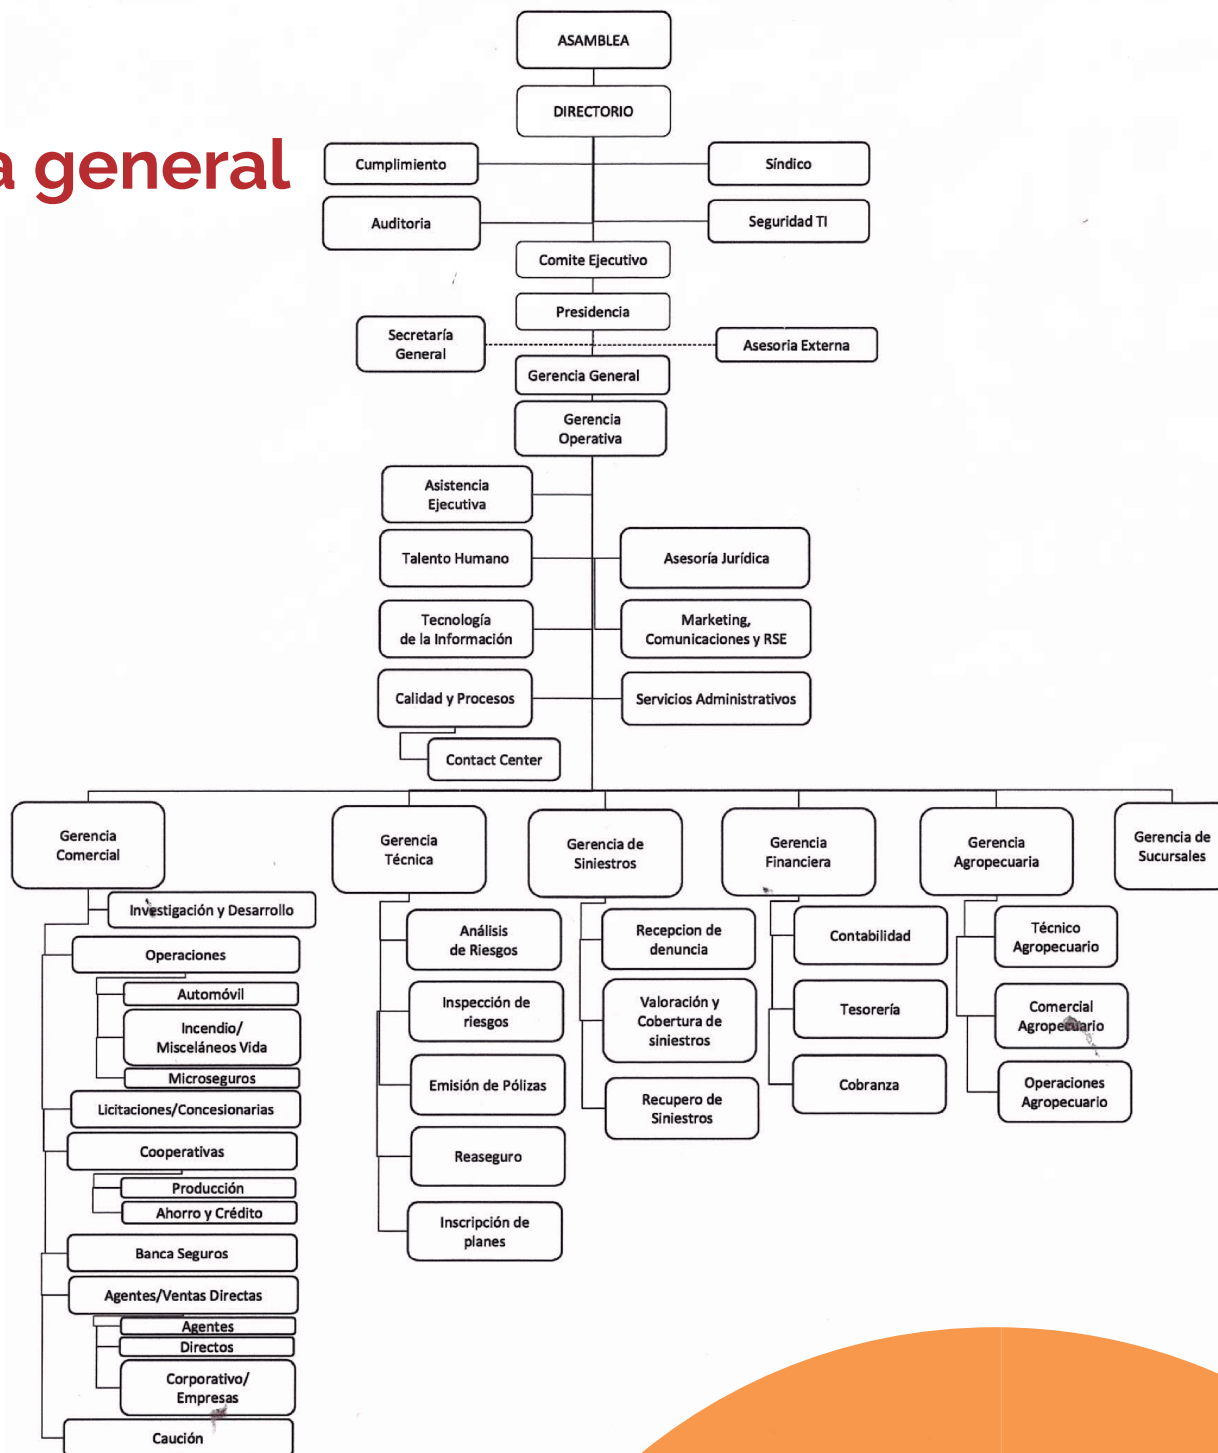 ASAMBLEA
DIRECTORIO
a general
Cumplimiento
Síndico
Auditoria
Seguridad TI
Comite Ejecutivo
Presidencia
Secretaría
General
Asesoria Externa
Gerencia General
Gerencia
Operativa
Asistencia
Ejecutiva
Talento Humano
Asesoría Jurídica
Tecnología
de la Información
Marketing,
Comunicaciones y RSE
Calidad y Procesos
Servicios Administrativos
Contact Center
Gerencia
Comercial
Investigación y Desarrollo
Operaciones
Automóvil
Incendio/
Misceláneos Vida
Microseguros
Licitaciones/Concesionarias
Cooperativas
Producción
Ahorro y Crédito
Banca Seguros
Agentes/Ventas Directas
Agentes
Directos
Corporativo/
Empresas
Caución
Gerencia
Técnica
Análisis
de Riesgos
Inspección de
riesgos
Emisión de Pólizas
Reaseguro
Inscripción de
planes
Gerencia de
Siniestros
Recepcion de
denuncia
Valoración y
Cobertura de
siniestros
Recupero de
Siniestros
Gerencia
Financiera
Contabilidad
Tesorería
Cobranza
Gerencia
Agropecuaria
Técnico
Agropecuario
Comercial
Agropecuario
Operaciones
Agropecuario
Gerencia de
Sucursales